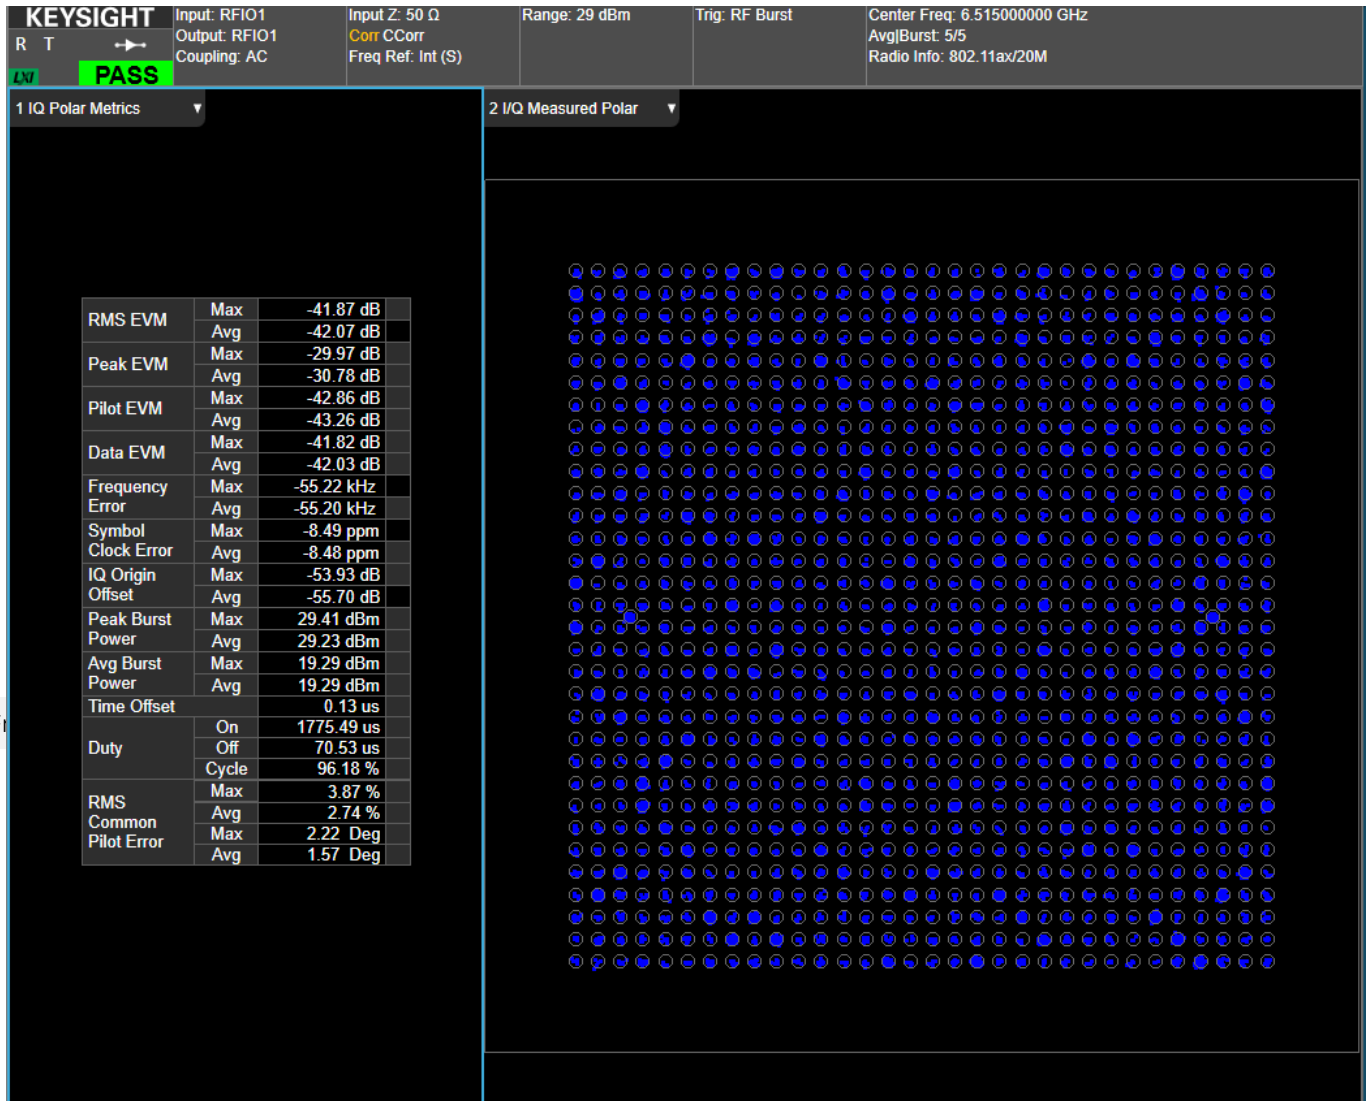 KEYSIGHT
R T
LXI
PASS
Input: RFIO1
Output: RFIO1
Coupling: AC
Input Z: 50 Ω
Corr CCorr
Freq Ref: Int (S)
Range: 29 dBm
Trig: RF Burst
Center Freq: 6.515000000 GHz
Avg|Burst: 5/5
Radio Info: 802.11ax/20M
1 IQ Polar Metrics
2 I/Q Measured Polar
RMS EVM Max -41.87 dB
Avg -42.07 dB
Peak EVM Max -29.97 dB
Avg -30.78 dB
Pilot EVM Max -42.86 dB
Avg -43.26 dB
Data EVM Max -41.82 dB
Avg -42.03 dB
Frequency Error Max -55.22 kHz
Avg -55.20 kHz
Symbol Clock Error Max -8.49 ppm
Avg -8.48 ppm
IQ Origin Offset Max -53.93 dB
Avg -55.70 dB
Peak Burst Power Max 29.41 dBm
Avg 29.23 dBm
Avg Burst Power Max 19.29 dBm
Avg 19.29 dBm
Time Offset 0.13 us
Duty On 1775.49 us
Off 70.53 us
Cycle 96.18 %
RMS Common Pilot Error Max 3.87 %
Avg 2.74 %
Max 2.22 Deg
Avg 1.57 Deg